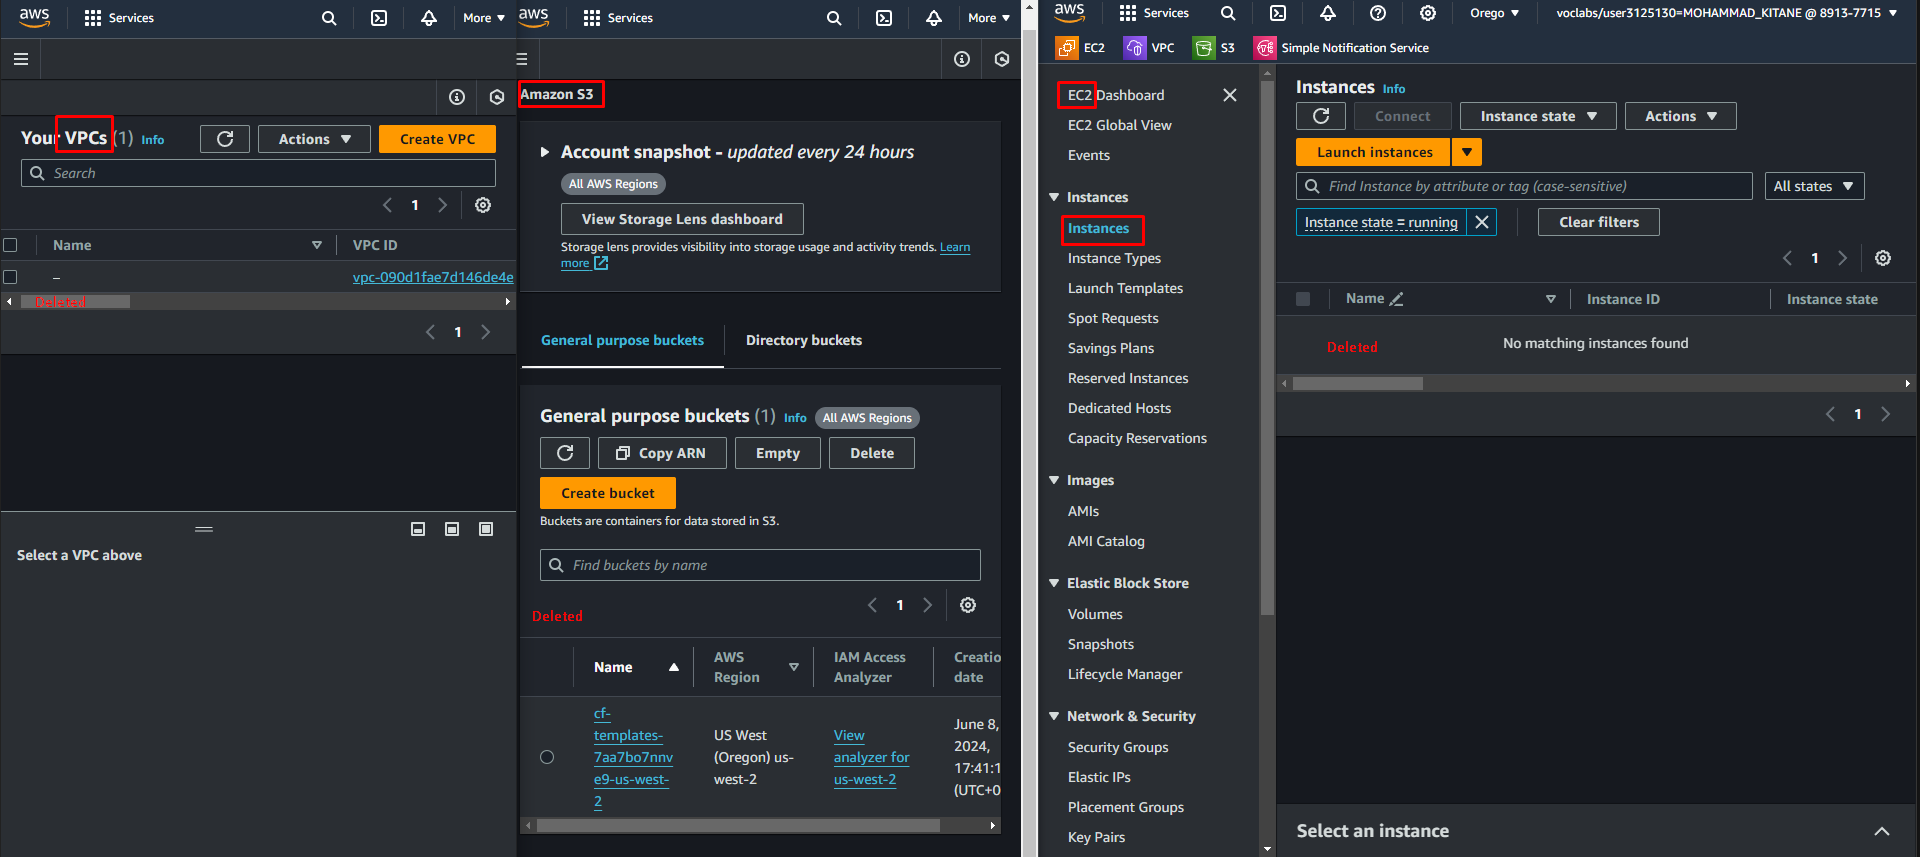 aws Services More
Your VPCs (1) Info Actions Create VPC
Search
1
Name VPC ID
– vpc-090d1fae7d146de4e
Deleted
1
Select a VPC above
aws Services More
Amazon S3
Account snapshot - updated every 24 hours
All AWS Regions
View Storage Lens dashboard
Storage lens provides visibility into storage usage and activity trends. Learn
more
General purpose buckets Directory buckets
General purpose buckets (1) Info All AWS Regions
Copy ARN Empty Delete
Create bucket
Buckets are containers for data stored in S3.
Find buckets by name
1
Deleted
Name AWS Region IAM Access Analyzer Creatio date
cf-
templates-
7aa7bo7nnv
e9-us-west-
2
US West
(Oregon) us-
west-2
View
analyzer for
us-west-2
June 8,
2024,
17:41:1
(UTC+0
aws Services Orego voclabs/user3125130=MOHAMMAD_KITANE @ 8913-7715
EC2 VPC S3 Simple Notification Service
EC2 Dashboard
EC2 Global View
Events
Instances
Instances
Instance Types
Launch Templates
Spot Requests
Savings Plans
Reserved Instances
Dedicated Hosts
Capacity Reservations
Images
AMIs
AMI Catalog
Elastic Block Store
Volumes
Snapshots
Lifecycle Manager
Network & Security
Security Groups
Elastic IPs
Placement Groups
Key Pairs
Instances Info
Connect Instance state Actions
Launch instances
Find Instance by attribute or tag (case-sensitive) All states
Instance state = running Clear filters
1
Name Instance ID Instance state
Deleted No matching instances found
1
Select an instance